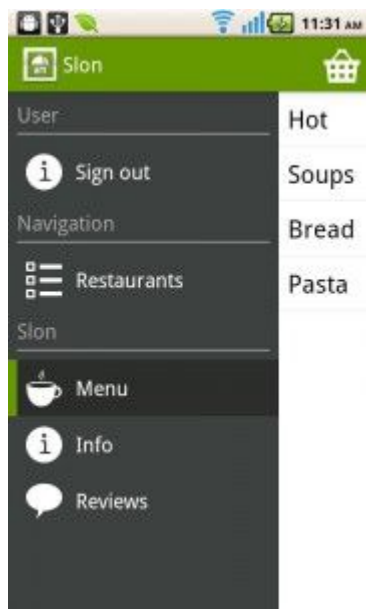 11:31 AM
Slon
User
Sign out
Navigation
Restaurants
Slon
Menu
Info
Reviews
Hot
Soups
Bread
Pasta